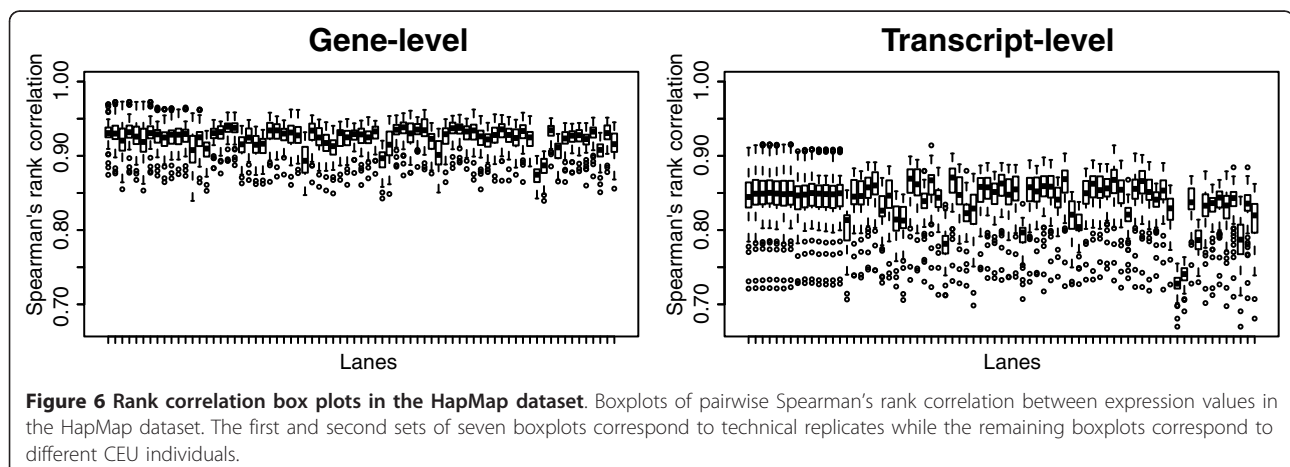 Gene-level
Transcript-level
Spearman's rank correlation
1.00
0.90
0.80
0.70
Lanes
Spearman's rank correlation
1.00
0.90
0.80
0.70
Lanes
Figure 6 Rank correlation box plots in the HapMap dataset. Boxplots of pairwise Spearman's rank correlation between expression values in
the HapMap dataset. The first and second sets of seven boxplots correspond to technical replicates while the remaining boxplots correspond to
different CEU individuals.